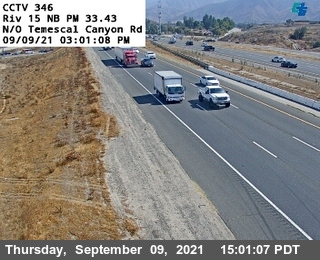 CCTV 346
Riv 15 NB PM 33.43
N/O Temescal Canyon Rd
09/09/21 03:01:08 PM
Thursday, September 09, 2021 15:01:07 PDT